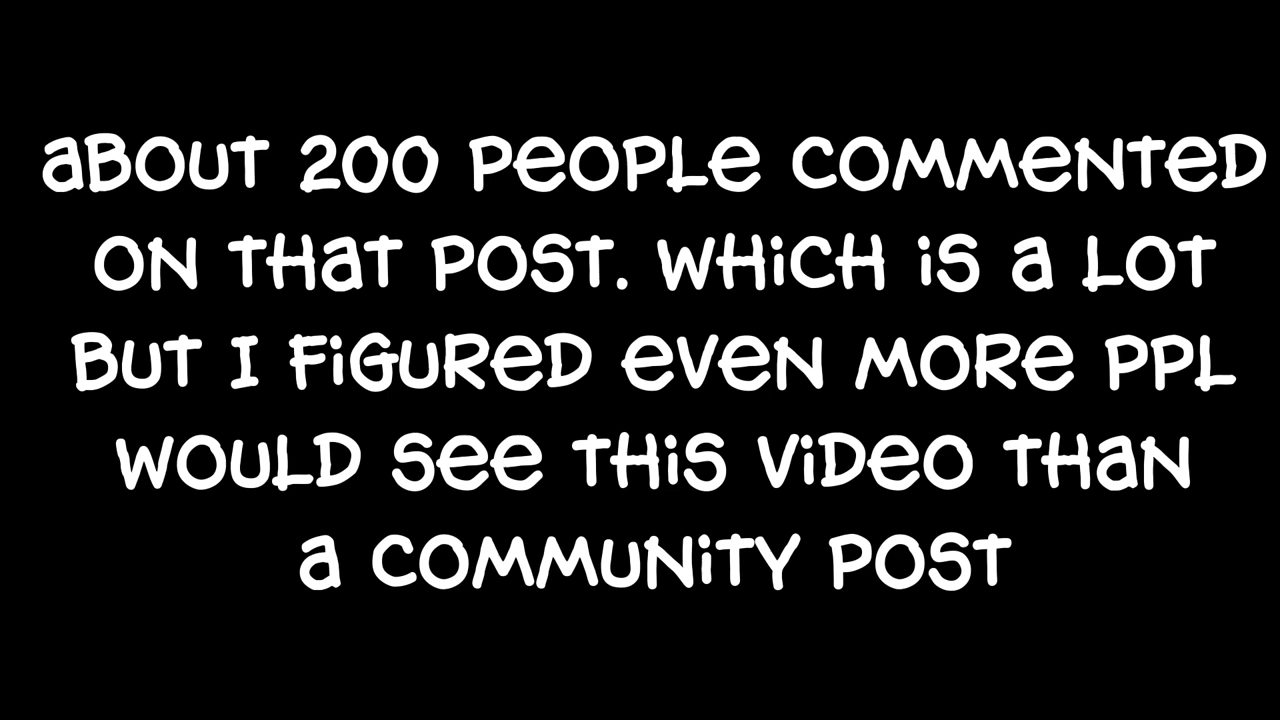 aBOUT 200 PeOPLe COMMeNTeD
ON THaT POST. WHiCH iS a LOT
BUT I FiGUReD eVeN MORe PPL
WOULD See THiS ViDeO THaN
a COMMUNiTY POST